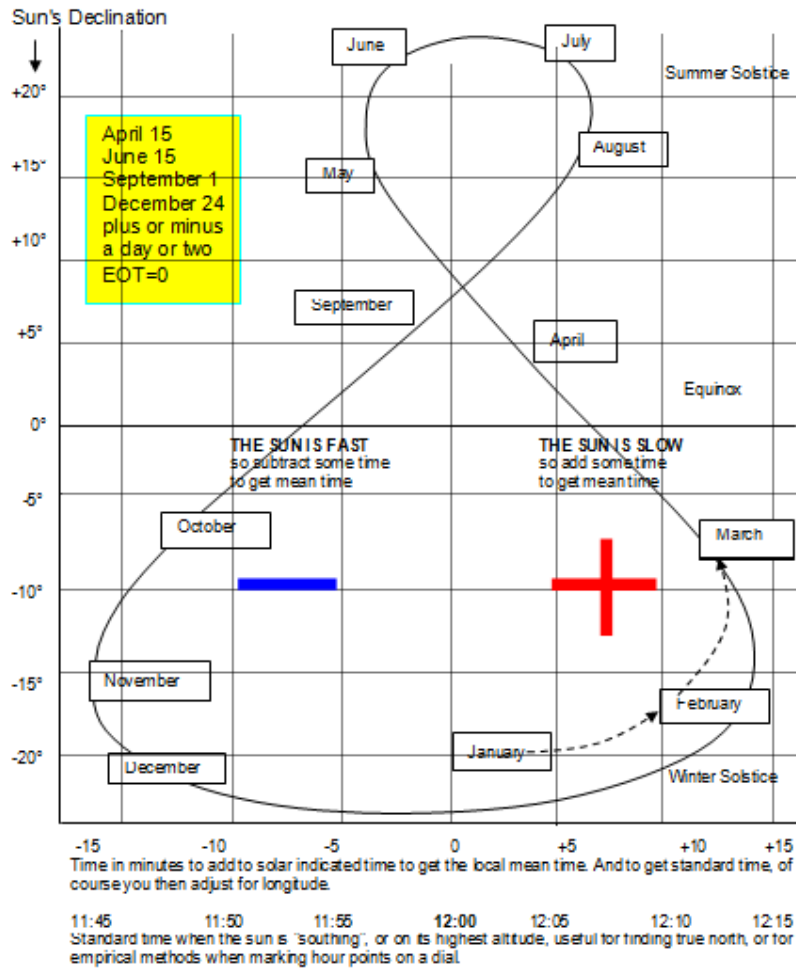 Sun's Declination
June
July
Summer Solstice
+20°
April 15
June 15
September 1
December 24
plus or minus
a day or two
EOT=0
August
+15°
May
+10°
September
+5°
April
Equinox
0°
THE SUN IS FAST
so subtract some time
to get mean time
THE SUN IS SLOW
so add some time
to get mean time
-5°
October
March
-10°
-15°
November
February
January
-20°
December
Winter Solstice
-15 -10 -5 0 +5 +10 +15
Time in minutes to add to solar indicated time to get the local mean time. And to get standard time, of
course you then adjust for longitude.
11:45 11:50 11:55 12:00 12:05 12:10 12:15
Standard time when the sun is "southing", or on its highest altitude, useful for finding true north, or for
empirical methods when marking hour points on a dial.